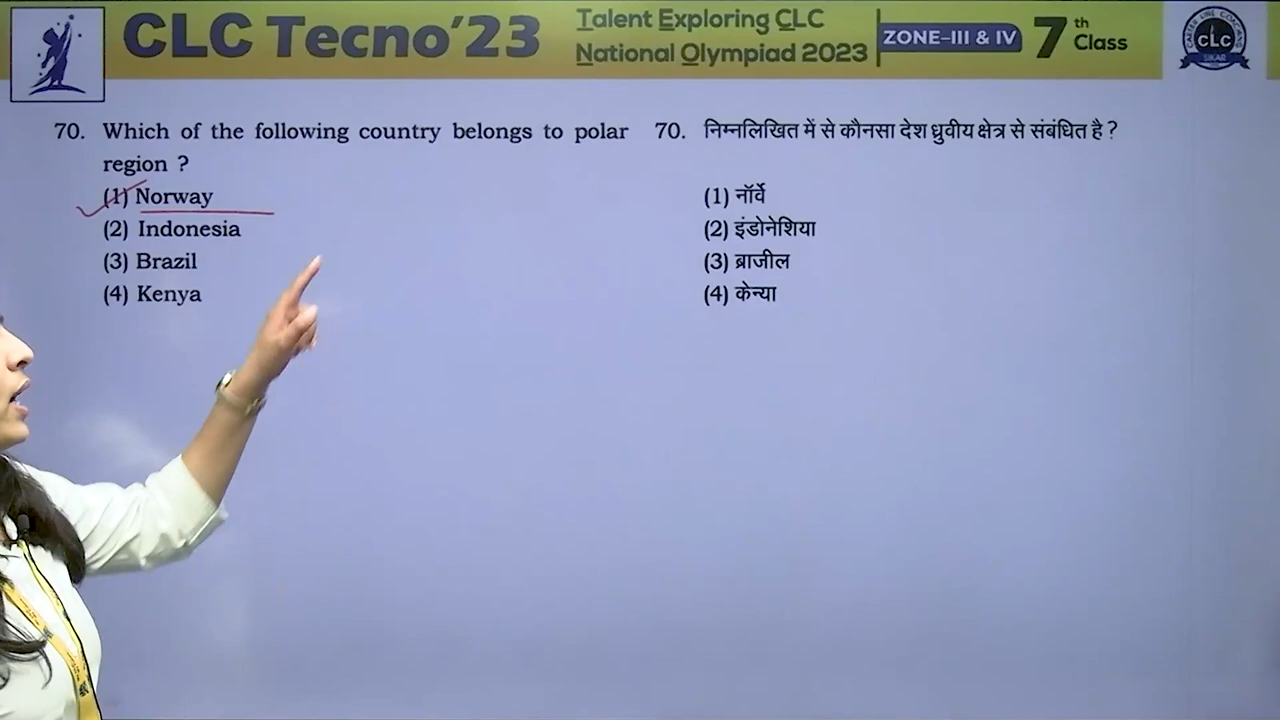 CLC Tecno'23
Talent Exploring CLC
National Olympiad 2023
ZONE-III & IV
7th Class
CLC
SIKAR
70. Which of the following country belongs to polar
region ?
(1) Norway
(2) Indonesia
(3) Brazil
(4) Kenya
70. निम्नलिखित में से कौनसा देश ध्रुवीय क्षेत्र से संबंधित है ?
(1) नॉर्वे
(2) इंडोनेशिया
(3) ब्राजील
(4) केन्या